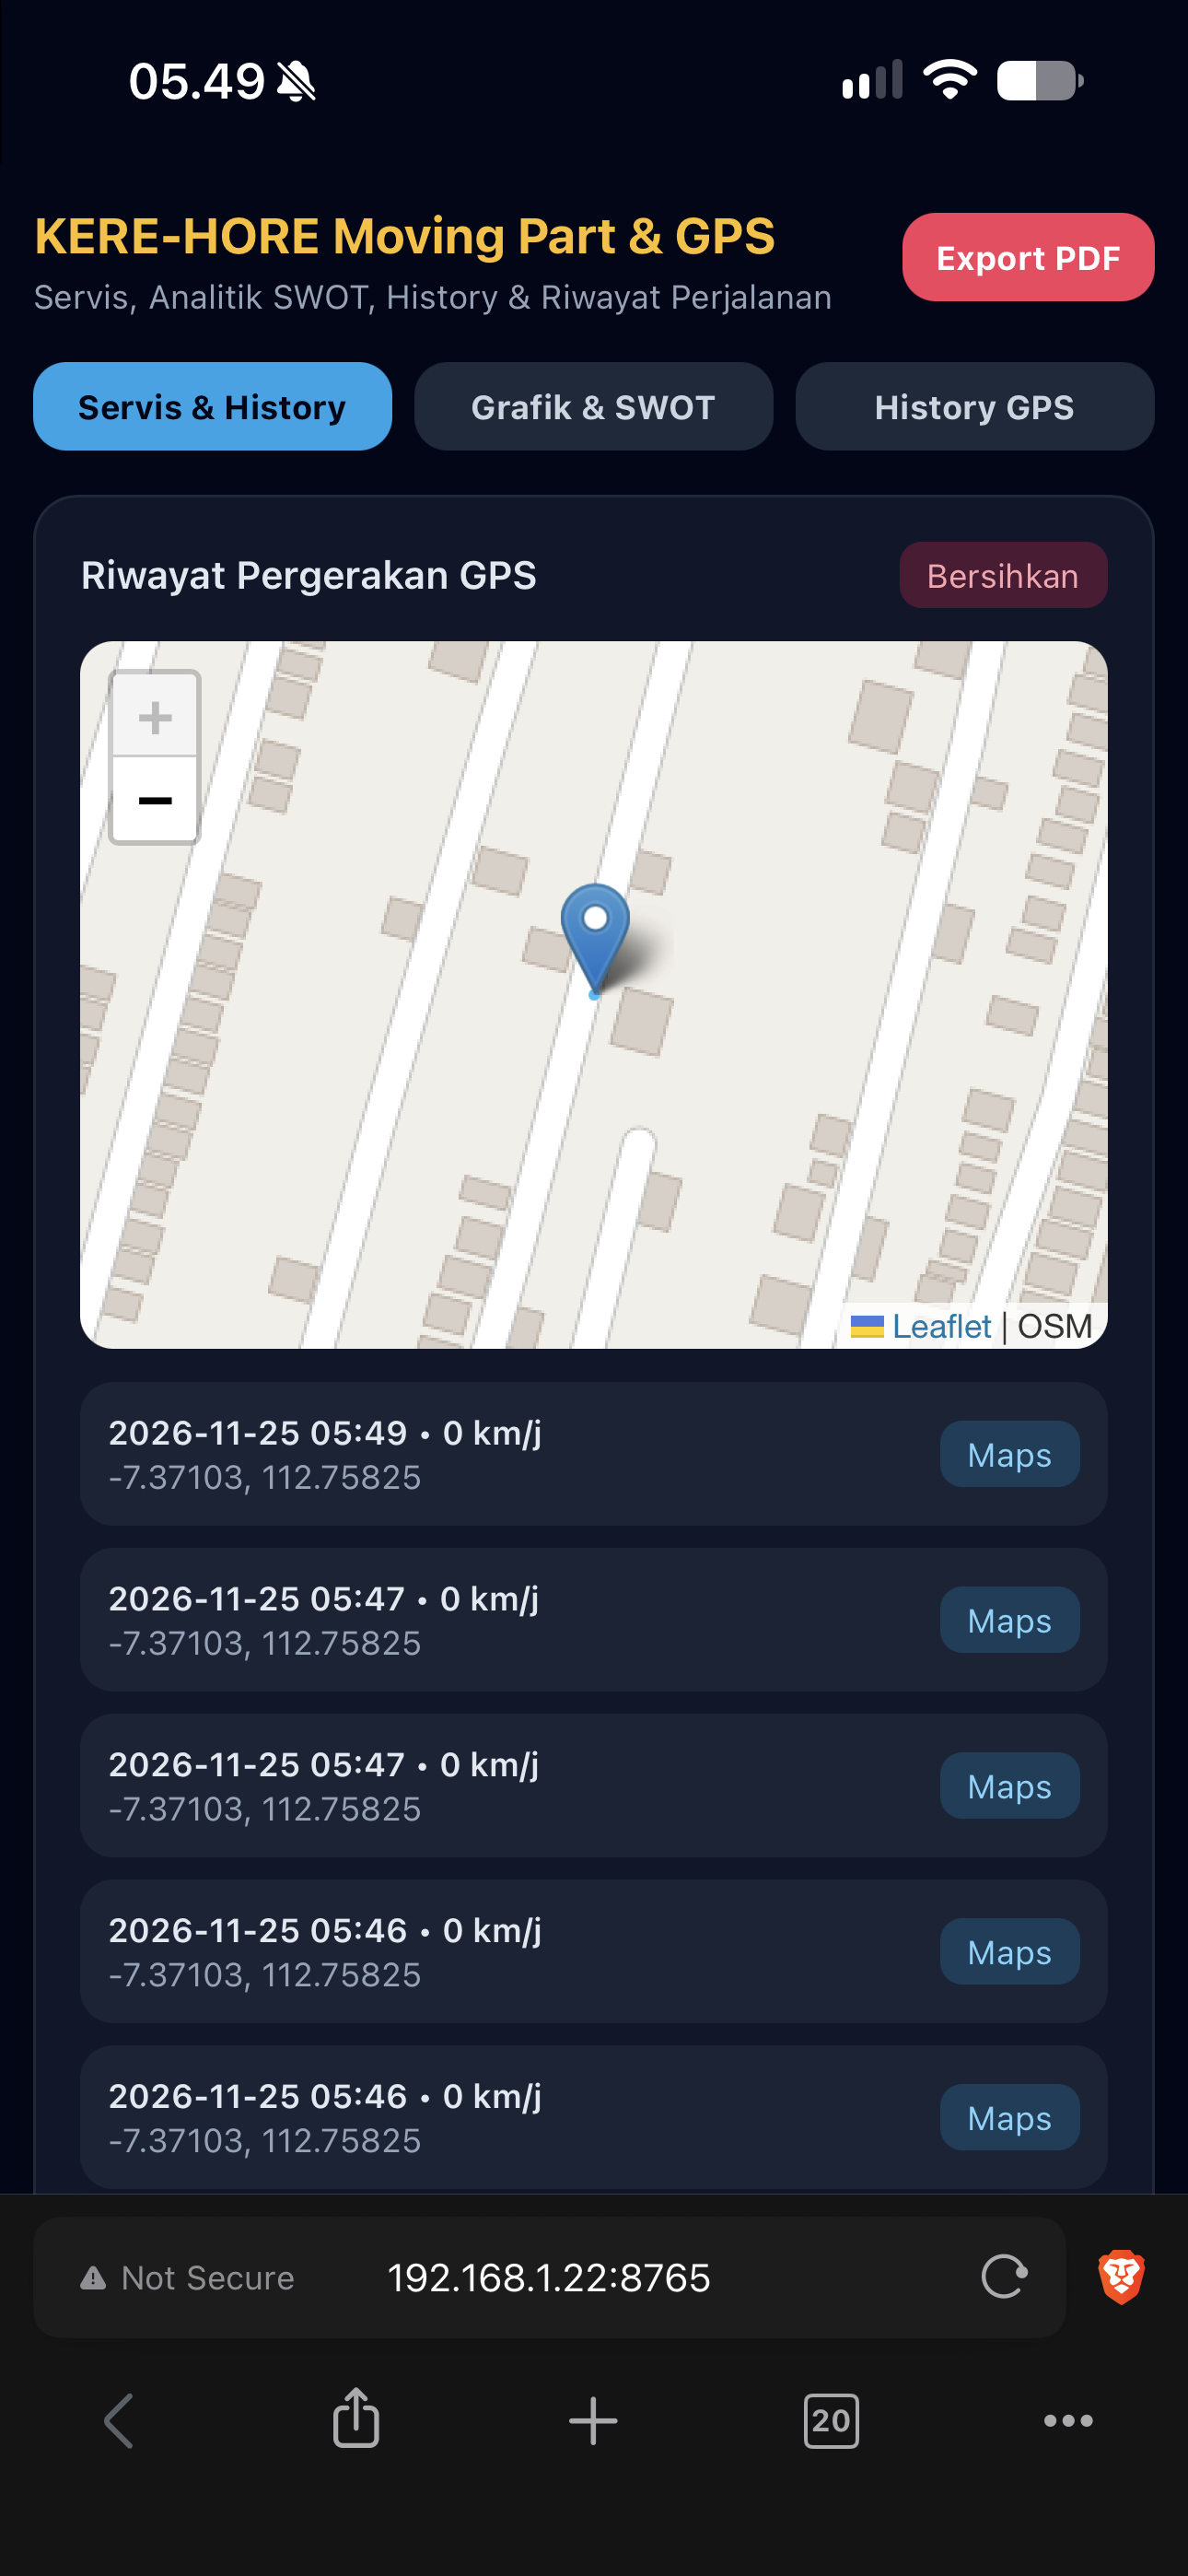 05.49
KERE-HORE Moving Part & GPS
Servis, Analitik SWOT, History & Riwayat Perjalanan
Export PDF
Servis & History
Grafik & SWOT
History GPS
Riwayat Pergerakan GPS
Bersihkan
+
−
Leaflet | OSM
2026-11-25 05:49 • 0 km/j
-7.37103, 112.75825
Maps
2026-11-25 05:47 • 0 km/j
-7.37103, 112.75825
Maps
2026-11-25 05:47 • 0 km/j
-7.37103, 112.75825
Maps
2026-11-25 05:46 • 0 km/j
-7.37103, 112.75825
Maps
2026-11-25 05:46 • 0 km/j
-7.37103, 112.75825
Maps
Not Secure
192.168.1.22:8765
20